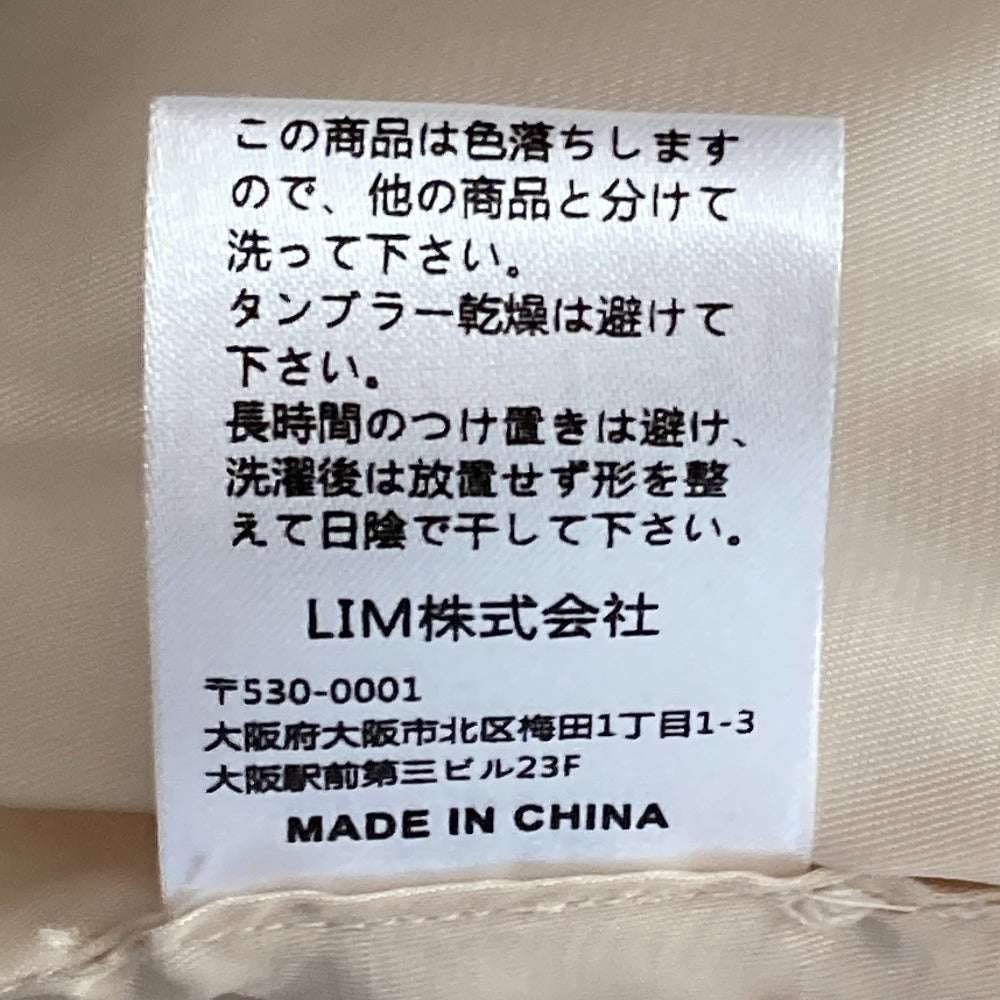 この商品は色落ちします
ので、他の商品と分けて
洗って下さい。
タンブラー乾燥は避けて
下さい。
長時間のつけ置きは避け、
洗濯後は放置せず形を整
えて日陰で干して下さい。
LIM株式会社
〒530-0001
大阪府大阪市北区梅田1丁目1-3
大阪駅前第三ビル23F
MADE IN CHINA